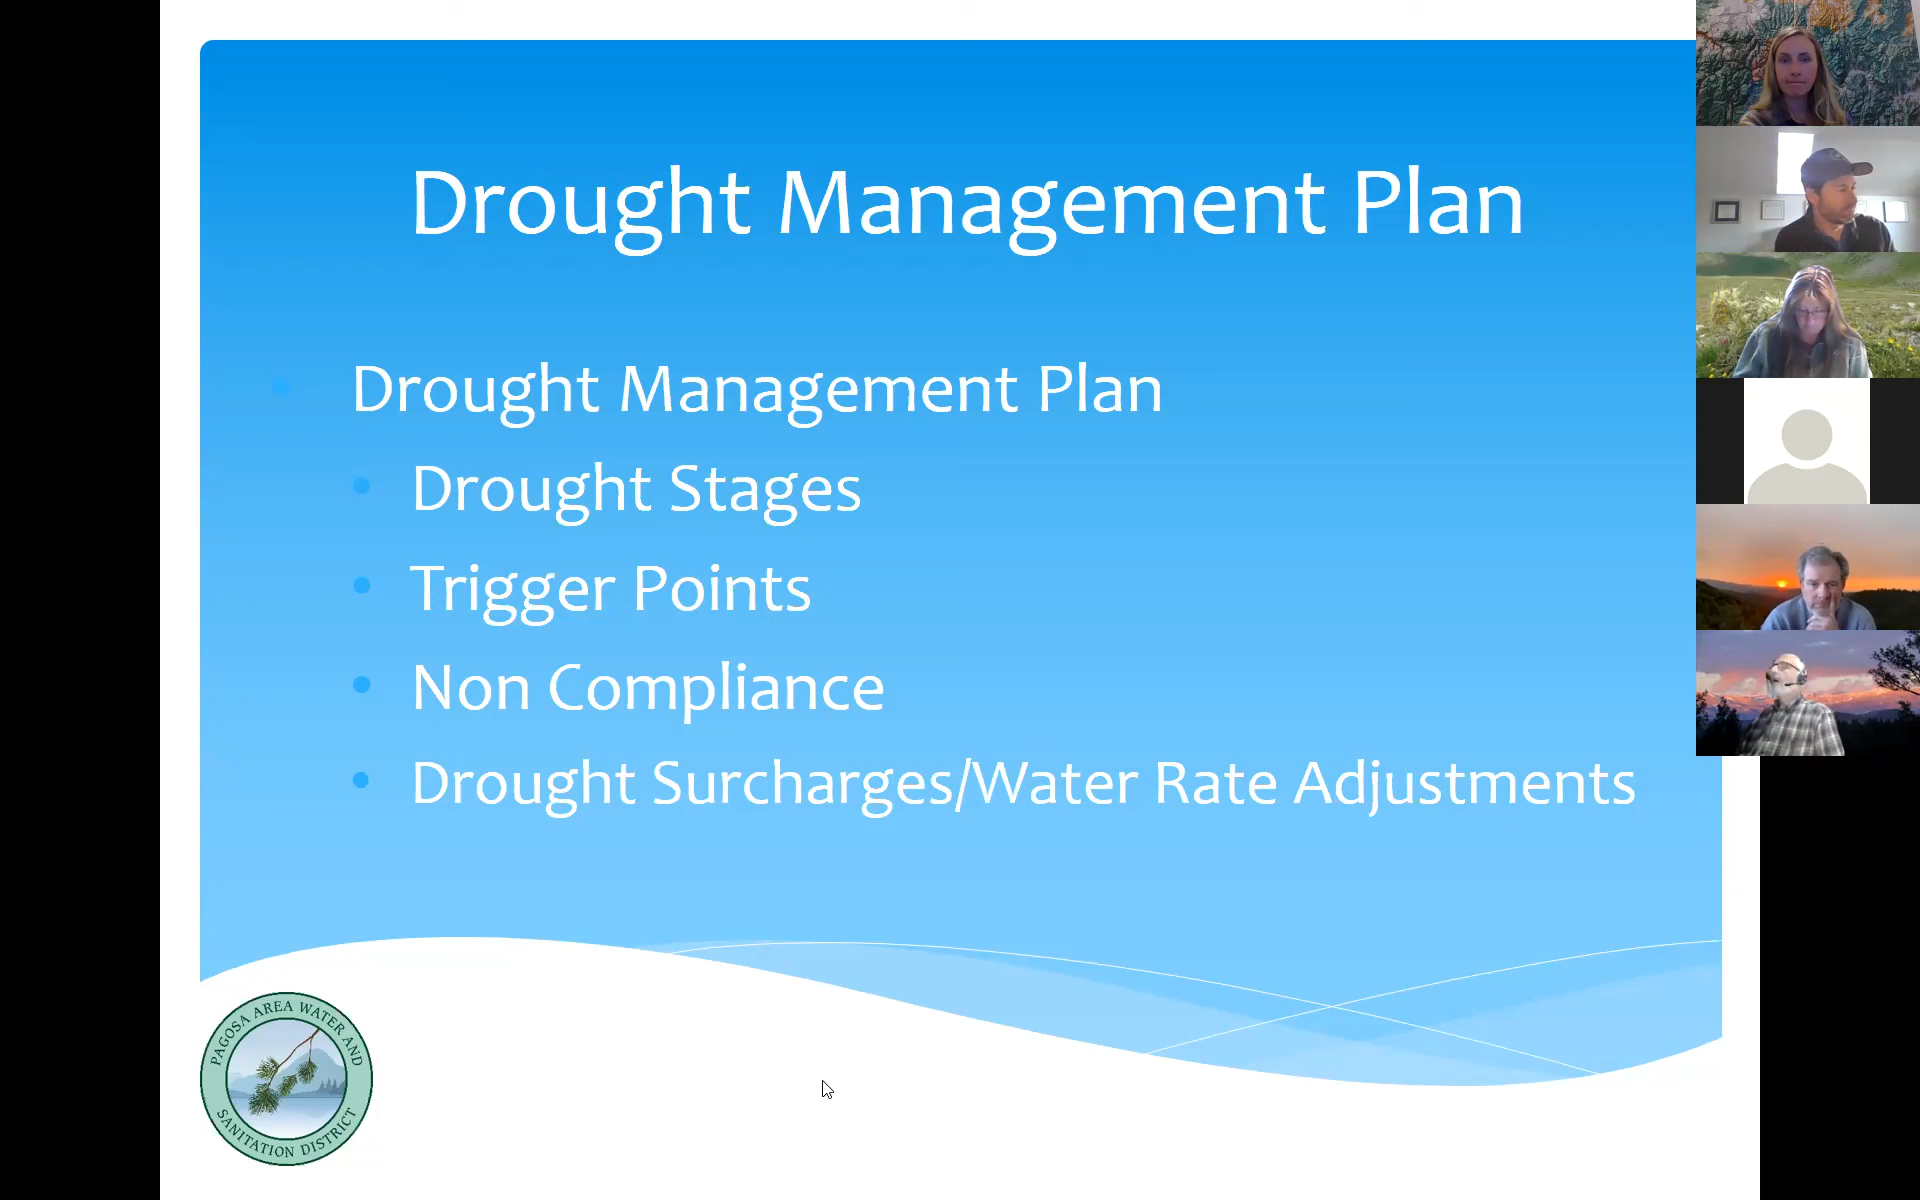 Drought Management Plan
Drought Management Plan
Drought Stages
Trigger Points
Non Compliance
Drought Surcharges/Water Rate Adjustments
PAGOSA AREA WATER AND
SANITATION DISTRICT